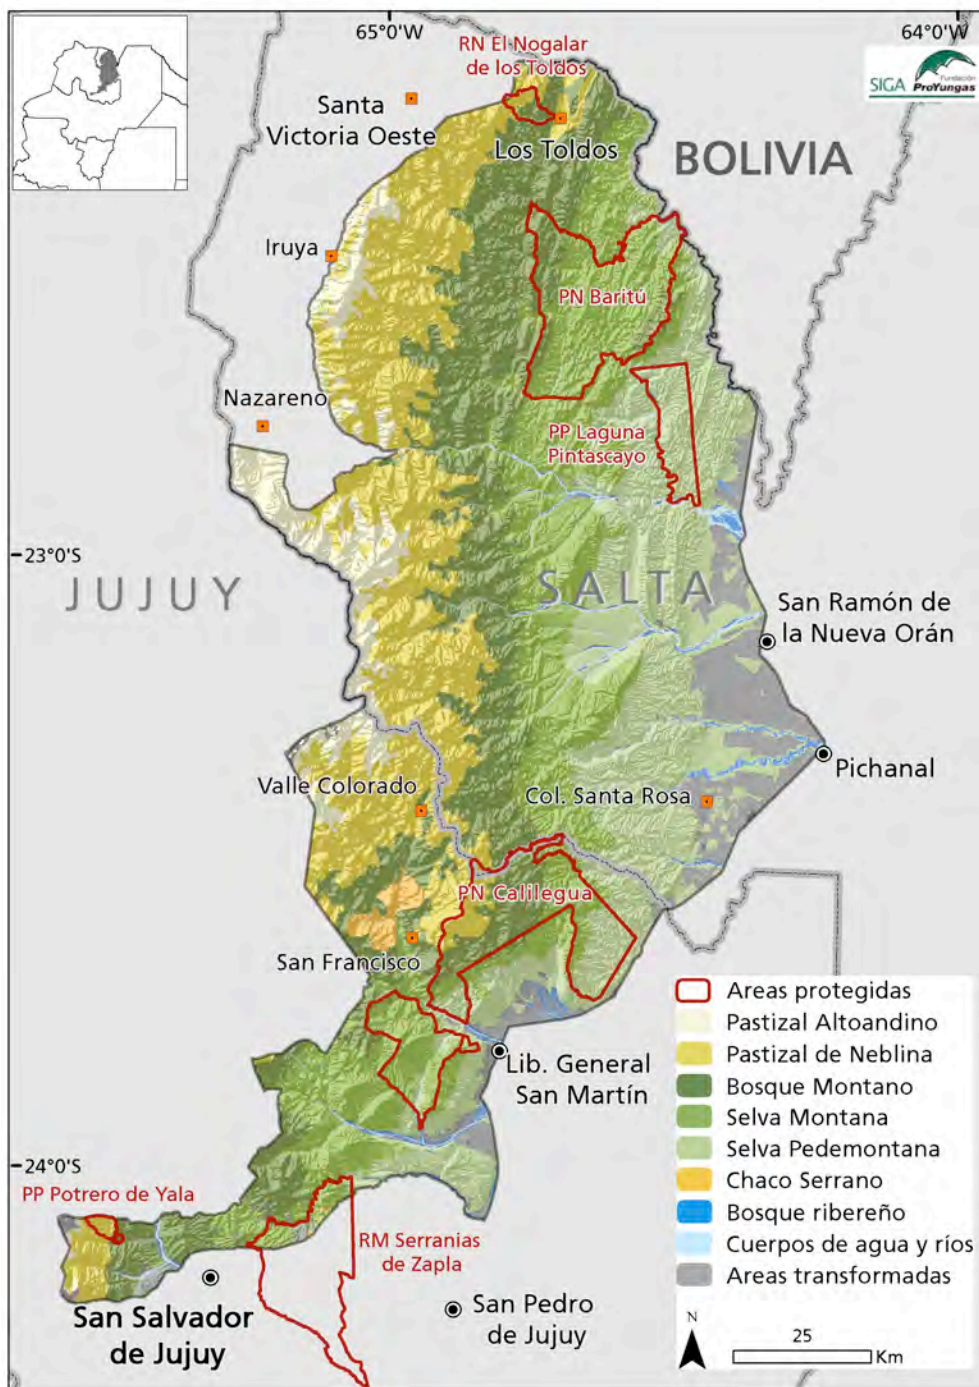 65°0'W
64°0'W
RN El Nogalar
de los Toldos
SIGA
Fundación
ProYungas
Santa
Victoria Oeste
Los Toldos
BOLIVIA
Iruya
PN Baritú
Nazareno
PP Laguna
Pintascayo
23°0'S
JUJUY
SALTA
San Ramón de
la Nueva Orán
Pichanal
Valle Colorado
Col. Santa Rosa
PN Calilegua
San Francisco
Lib. General
San Martín
24°0'S
PP Potrero de Yala
RM Serranias
de Zapla
San Salvador
de Jujuy
San Pedro
de Jujuy
Areas protegidas
Pastizal Altoandino
Pastizal de Neblina
Bosque Montano
Selva Montana
Selva Pedemontana
Chaco Serrano
Bosque ribereño
Cuerpos de agua y ríos
Areas transformadas
N
25
Km